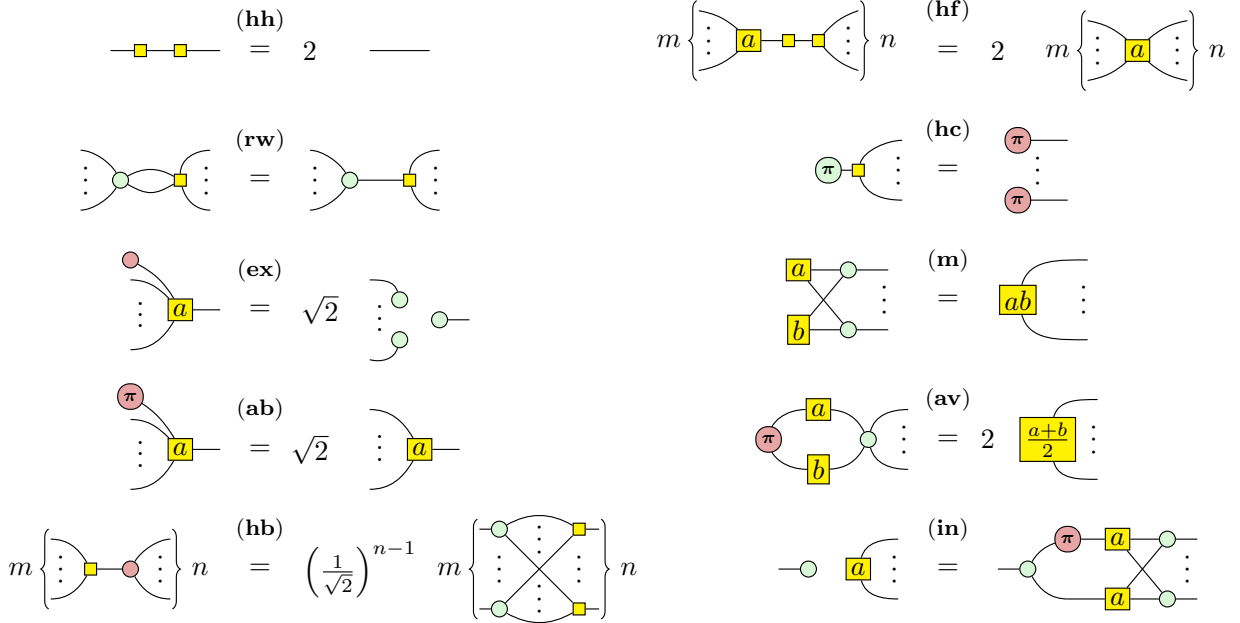 (hh)
= 2
(hf)
m { ⋮ a ⋮ } n = 2 m { ⋮ a ⋮ } n
(rw)
⋮ ⋮ = ⋮ ⋮
(hc)
π ⋮ = π ⋮ π
(ex)
⋮ a = √2 ⋮
(m)
a b ⋮ = ab ⋮
(ab)
π ⋮ a = √2 ⋮ a
(av)
π a b ⋮ = 2 a+b/2 ⋮
(hb)
m { ⋮ ⋮ } n = (1/√2)^{n−1} m { ⋮ ⋮ ⋮ ⋮ } n
(in)
a ⋮ = π a a ⋮